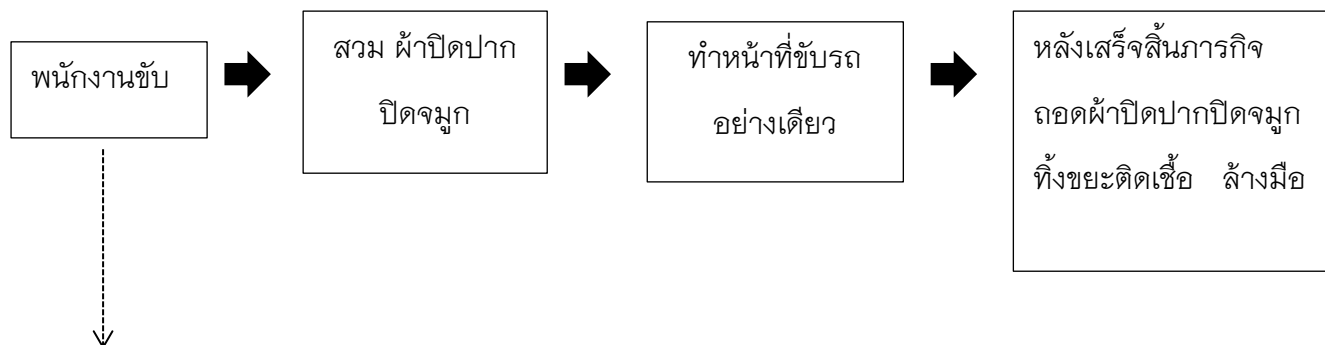 พนักงานขับ
สวม ผ้าปิดปาก
ปิดจมูก
ทำหน้าที่ขับรถ
อย่างเดียว
หลังเสร็จสิ้นภารกิจ
ถอดผ้าปิดปากปิดจมูก
ทิ้งขยะติดเชื้อ ล้างมือ